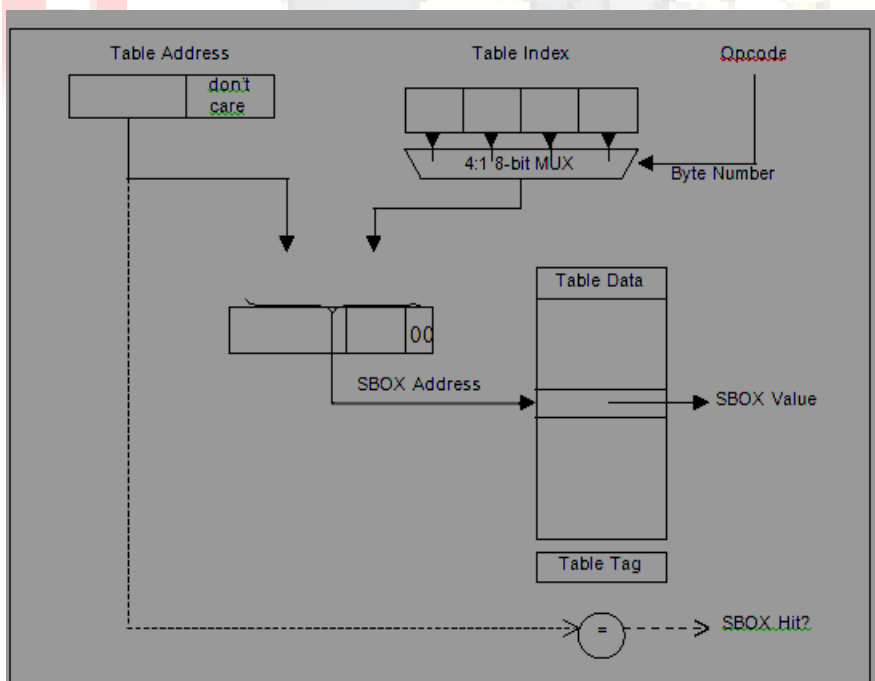 Table Address
Table Index
Opcode
don't
care
4:1 8-bit MUX
Byte Number
Table Data
00
SBOX Address
SBOX Value
Table Tag
=
SBOX Hit?